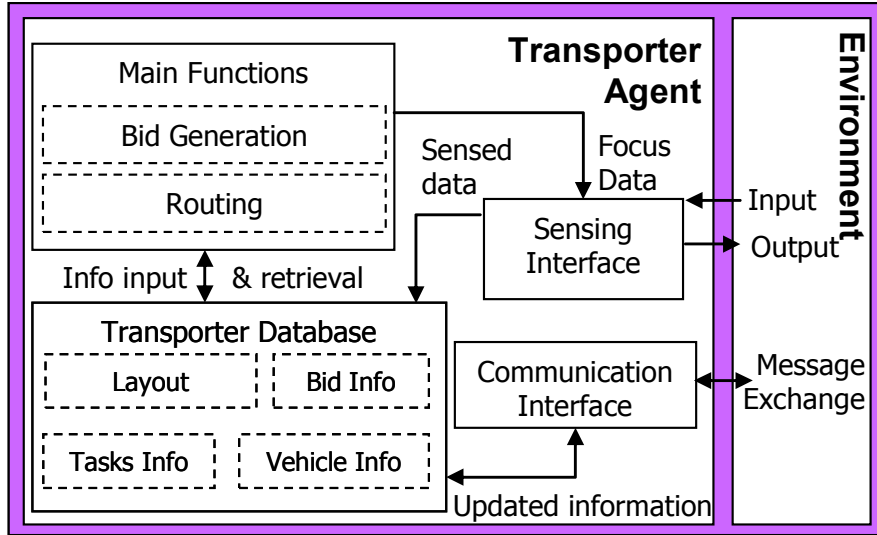 Main Functions
Bid Generation
Routing
Transporter
Agent
Environment
Sensed
data
Focus
Data
Input
Output
Sensing
Interface
Info input & retrieval
Transporter Database
Layout
Bid Info
Tasks Info
Vehicle Info
Communication
Interface
Message
Exchange
Updated information